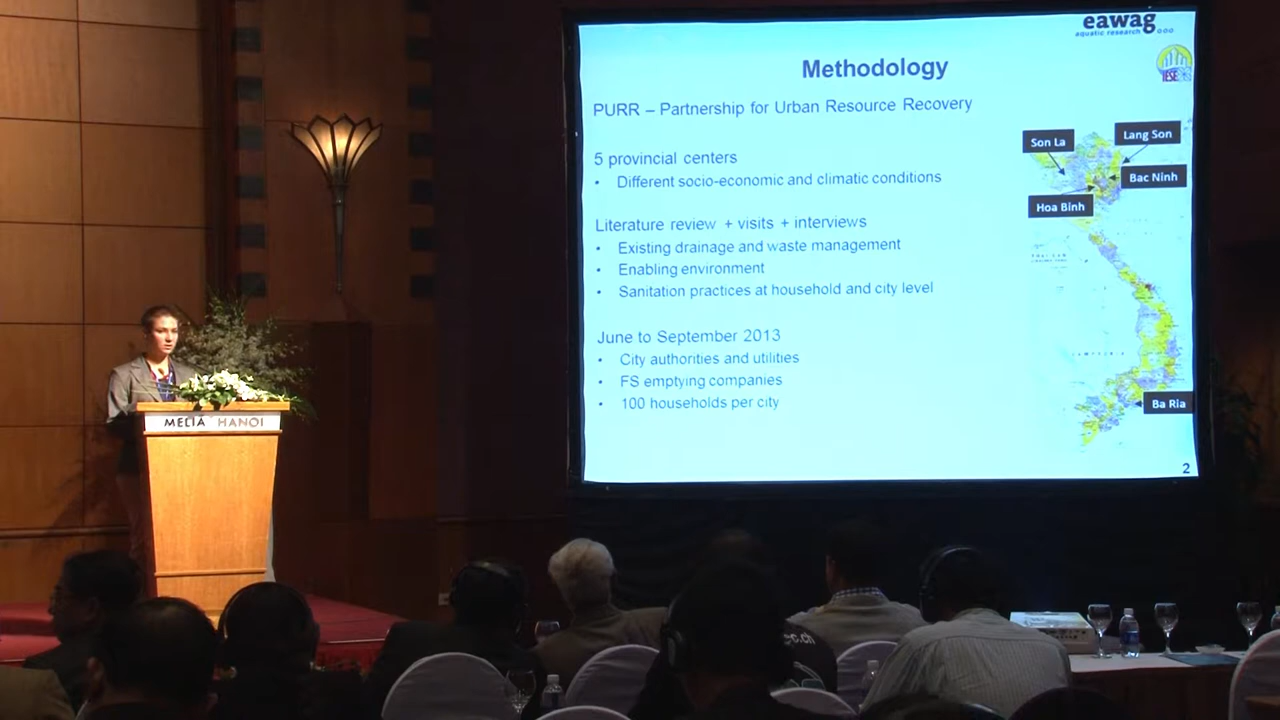 eawag
aquatic research
Methodology
IESE
PURR – Partnership for Urban Resource Recovery
5 provincial centers
• Different socio-economic and climatic conditions
Literature review + visits + interviews
• Existing drainage and waste management
• Enabling environment
• Sanitation practices at household and city level
June to September 2013
• City authorities and utilities
• FS emptying companies
• 100 households per city
Son La
Lang Son
Bac Ninh
Hoa Binh
Ba Ria
2
MELIÃ HANOI
c.ch